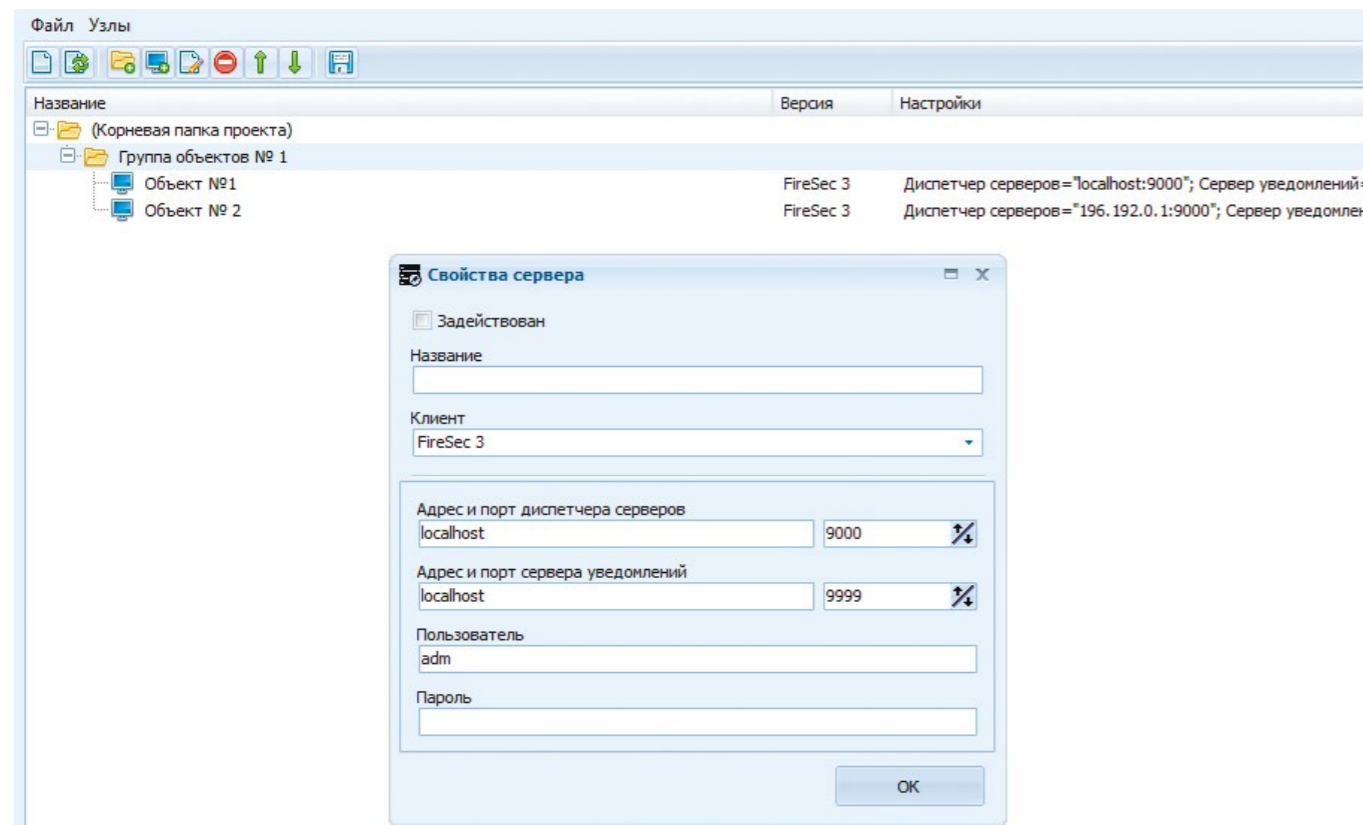 Файл Узлы
Название Версия Настройки
(Корневая папка проекта)
Группа объектов № 1
Объект №1 FireSec 3 Диспетчер серверов="localhost:9000"; Сервер уведомлений=
Объект № 2 FireSec 3 Диспетчер серверов="196.192.0.1:9000"; Сервер
Свойства сервера
Задействован
Название
Клиент
FireSec 3
Адрес и порт диспетчера серверов
localhost 9000
Адрес и порт сервера уведомлений
localhost 9999
Пользователь
adm
Пароль
OK